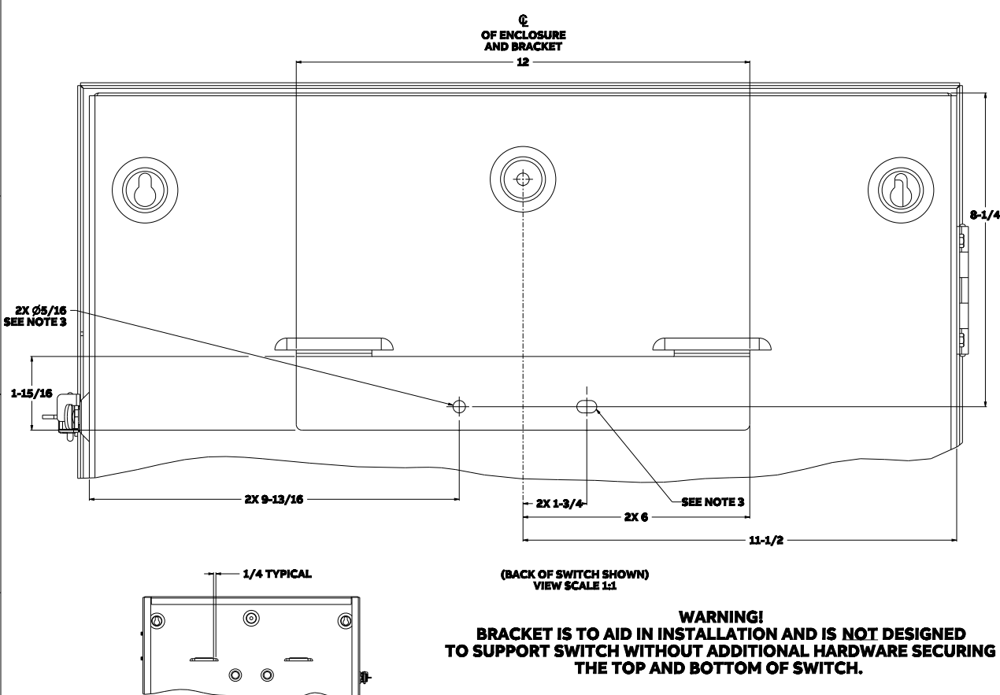 ℄
OF ENCLOSURE
AND BRACKET
12
8-1/4
2X Ø5/16
SEE NOTE 3
1-15/16
2X 9-13/16
2X 1-3/4
SEE NOTE 3
2X 6
11-1/2
1/4 TYPICAL
(BACK OF SWITCH SHOWN)
VIEW SCALE 1:1
WARNING!
BRACKET IS TO AID IN INSTALLATION AND IS NOT DESIGNED
TO SUPPORT SWITCH WITHOUT ADDITIONAL HARDWARE SECURING
THE TOP AND BOTTOM OF SWITCH.